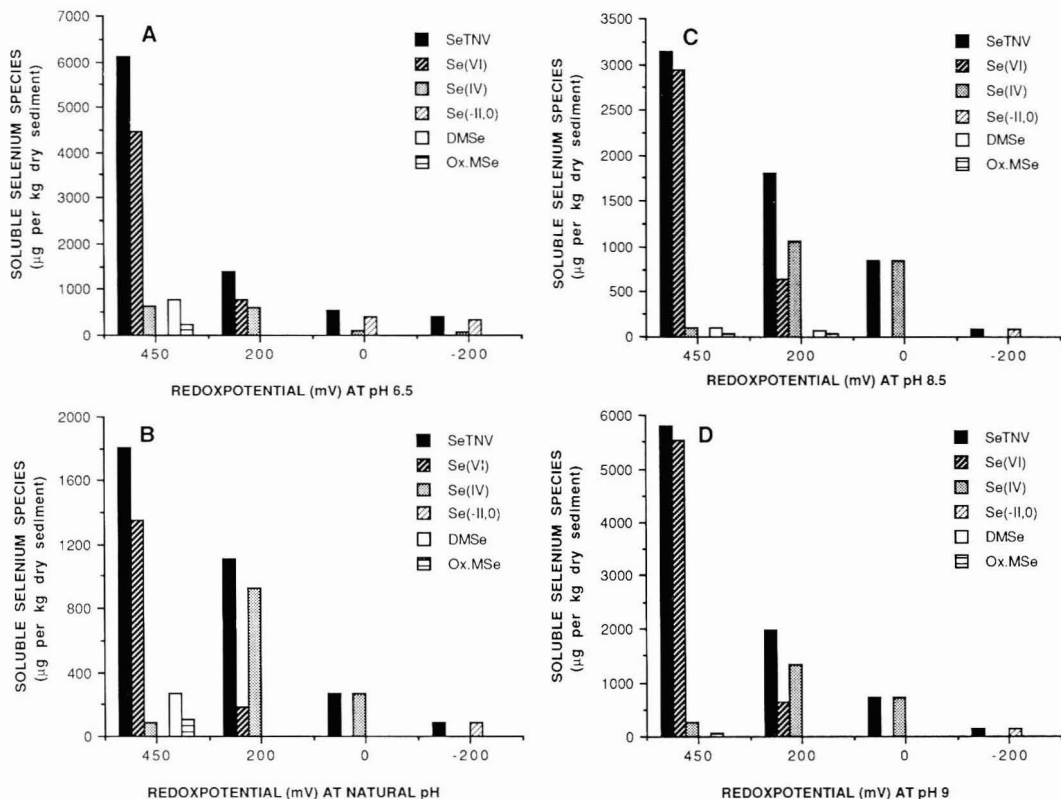 A
SOLUBLE SELENIUM SPECIES
(µg per kg dry sediment)
7000
6000
5000
4000
3000
2000
1000
0
450
200
0
-200
REDOXPOTENTIAL (mV) AT pH 6.5
SeTNV
Se(VI)
Se(IV)
Se(-II,0)
DMSe
Ox.MSe
C
SOLUBLE SELENIUM SPECIES
(µg per kg dry sediment)
3500
3000
2500
2000
1500
1000
500
0
450
200
0
-200
REDOXPOTENTIAL (mV) AT pH 8.5
SeTNV
Se(VI)
Se(IV)
Se(-II,0)
DMSe
Ox.MSe
B
SOLUBLE SELENIUM SPECIES
(µg per kg dry sediment)
2000
1600
1200
800
400
0
450
200
0
-200
REDOXPOTENTIAL (mV) AT NATURAL pH
SeTNV
Se(VI)
Se(IV)
Se(-II,0)
DMSe
Ox.MSe
D
SOLUBLE SELENIUM SPECIES
(µg per kg dry sediment)
9000
5000
4000
3000
2000
1000
0
450
200
0
-200
REDOXPOTENTIAL (mV) AT pH 9
SeTNV
Se(VI)
Se(IV)
Se(-II,0)
DMSe
Ox.MSe